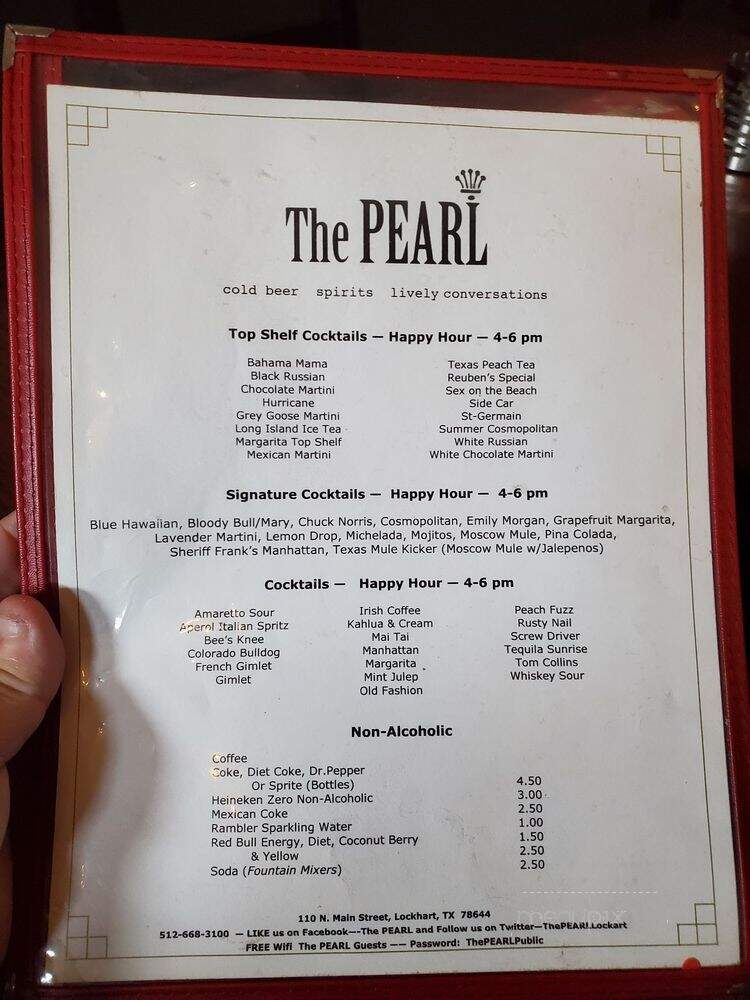 The PEARL
cold beer spirits lively conversations
Top Shelf Cocktails — Happy Hour — 4-6 pm
Bahama Mama
Black Russian
Chocolate Martini
Hurricane
Grey Goose Martini
Long Island Ice Tea
Margarita Top Shelf
Mexican Martini
Texas Peach Tea
Reuben's Special
Sex on the Beach
Side Car
St-Germain
Summer Cosmopolitan
White Russian
White Chocolate Martini
Signature Cocktails — Happy Hour — 4-6 pm
Blue Hawaiian, Bloody Bull/Mary, Chuck Norris, Cosmopolitan, Emily Morgan, Grapefruit Margarita,
Lavender Martini, Lemon Drop, Michelada, Mojitos, Moscow Mule, Pina Colada,
Sheriff Frank's Manhattan, Texas Mule Kicker (Moscow Mule w/Jalepenos)
Cocktails — Happy Hour — 4-6 pm
Amaretto Sour
Aperol Italian Spritz
Bee's Knee
Colorado Bulldog
French Gimlet
Gimlet
Irish Coffee
Kahlua & Cream
Mai Tai
Manhattan
Margarita
Mint Julep
Old Fashion
Peach Fuzz
Rusty Nail
Screw Driver
Tequila Sunrise
Tom Collins
Whiskey Sour
Non-Alcoholic
Coffee
Coke, Diet Coke, Dr.Pepper
Or Sprite (Bottles)
Heineken Zero Non-Alcoholic
Mexican Coke
Rambler Sparkling Water
Red Bull Energy, Diet, Coconut Berry
& Yellow
Soda (Fountain Mixers)
4.50
3.00
2.50
1.00
1.50
2.50
2.50
110 N. Main Street, Lockhart, TX 78644
512-668-3100 — LIKE us on Facebook—-The PEARL and Follow us on Twitter—ThePEARLLockart
FREE Wifi The PEARL Guests —— Password: ThePEARLPublic